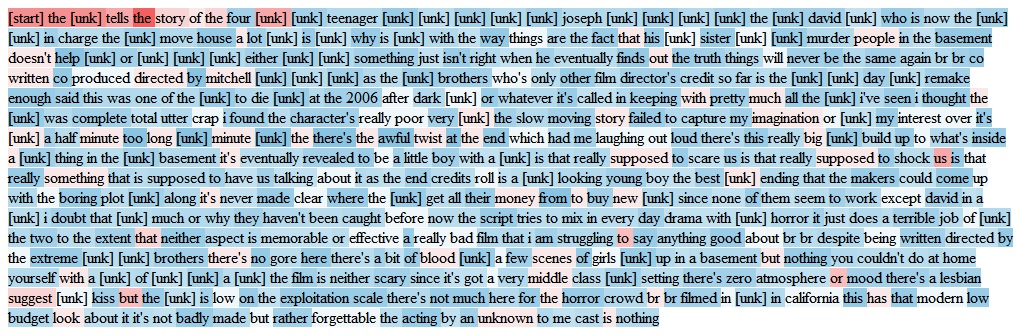 [start] the [unk] tells the story of the four [unk] [unk] teenager [unk] [unk] [unk] [unk] [unk] joseph [unk] [unk] [unk] [unk] the [unk] david [unk] who is now the [unk]
[unk] in charge the [unk] move house a lot [unk] is [unk] why is [unk] with the way things are the fact that his [unk] sister [unk] [unk] murder people in the basement
doesn't help [unk] or [unk] [unk] [unk] either [unk] [unk] something just isn't right when he eventually finds out the truth things will never be the same again br br co
written co produced directed by mitchell [unk] [unk] [unk] as the [unk] brothers who's only other film director's credit so far is the [unk] [unk] day [unk] remake
enough said this was one of the [unk] to die [unk] at the 2006 after dark [unk] or whatever it's called in keeping with pretty much all the [unk] i've seen i thought the
[unk] was complete total utter crap i found the character's really poor very [unk] the slow moving story failed to capture my imagination or [unk] my interest over it's
[unk] a half minute too long [unk] minute [unk] the there's the awful twist at the end which had me laughing out loud there's this really big [unk] build up to what's inside
a [unk] thing in the [unk] basement it's eventually revealed to be a little boy with a [unk] is that really supposed to scare us is that really supposed to shock us is that
really something that is supposed to have us talking about it as the end credits roll is a [unk] looking young boy the best [unk] ending that the makers could come up
with the boring plot [unk] along it's never made clear where the [unk] get all their money from to buy new [unk] since none of them seem to work except david in a
[unk] i doubt that [unk] much or why they haven't been caught before now the script tries to mix in every day drama with [unk] horror it just does a terrible job of [unk]
the two to the extent that neither aspect is memorable or effective a really bad film that i am struggling to say anything good about br br despite being written directed by
the extreme [unk] [unk] brothers there's no gore here there's a bit of blood [unk] a few scenes of girls [unk] up in a basement but nothing you couldn't do at home
yourself with a [unk] of [unk] [unk] a [unk] the film is neither scary since it's got a very middle class [unk] setting there's zero atmosphere or mood there's a lesbian
suggest [unk] kiss but the [unk] is low on the exploitation scale there's not much here for the horror crowd br br filmed in [unk] in california this has that modern low
budget look about it it's not badly made but rather forgettable the acting by an unknown to me cast is nothing